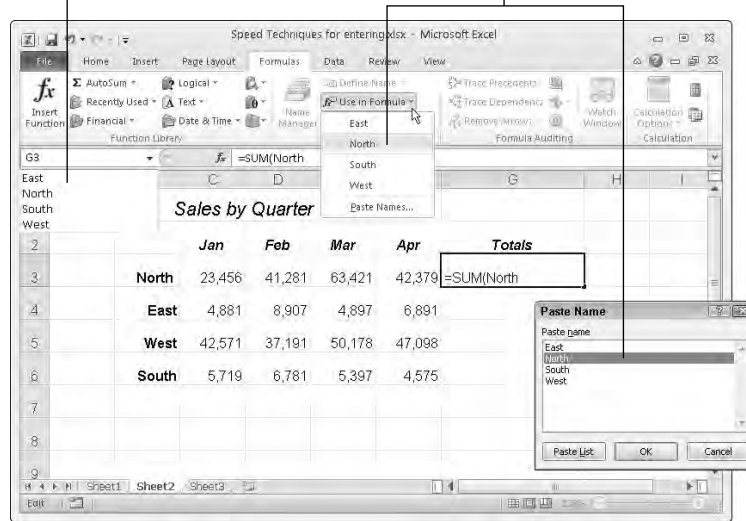 Speed Techniques for entering.xlsx - Microsoft Excel
File Home Insert Page Layout Formulas Data Review View
Insert Function
Σ AutoSum
Recently Used
Financial
Logical
Text
Date & Time
Function Library
Name Manager
Define Name
Use in Formula
Trace Precedents
Trace Dependents
Remove Arrows
Formula Auditing
Watch Window
Calculation Options
Calculation
East
North
South
West
Paste Names...
G3 fx =SUM(North
East
North
South
West
C D G H I
Sales by Quarter
2 Jan Feb Mar Apr Totals
3 North 23,456 41,281 63,421 42,379 =SUM(North
4 East 4,881 8,907 4,897 6,891
5 West 42,571 37,191 50,178 47,098
6 South 5,719 6,781 5,397 4,575
7
8
9
Paste Name
Paste name
East
North
South
West
Paste List OK Cancel
Sheet1 Sheet2 Sheet3
Edit